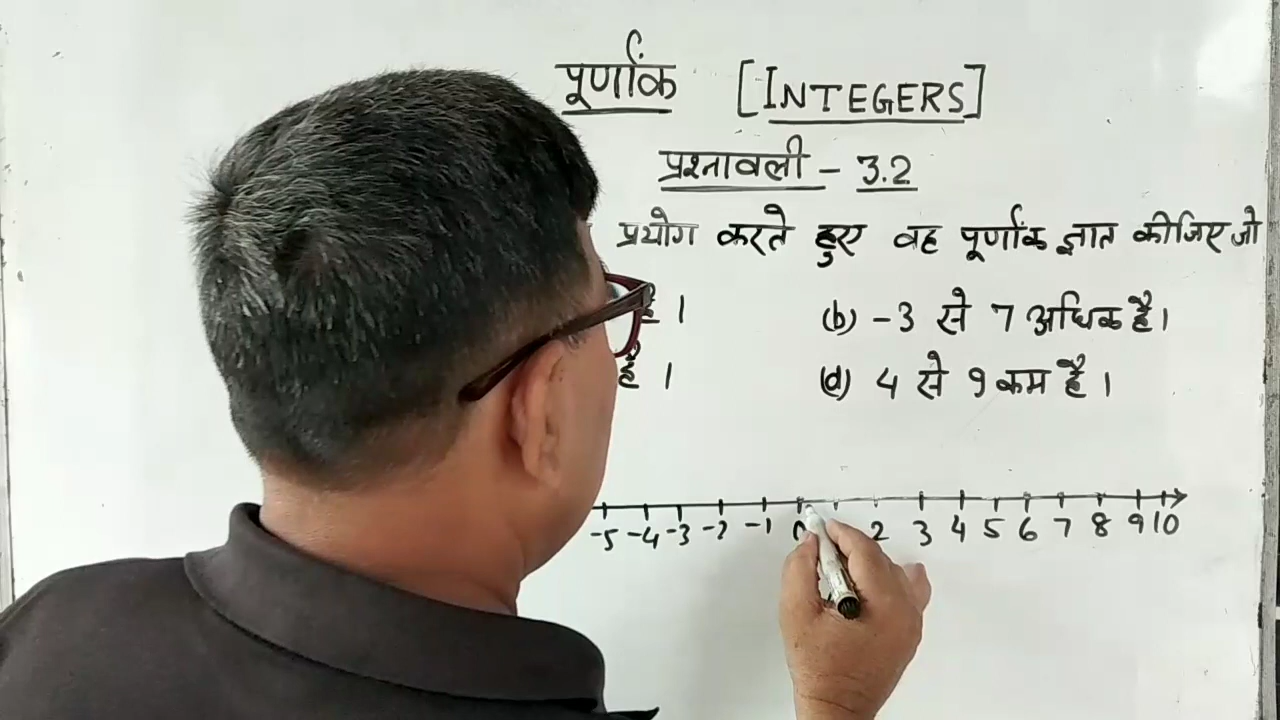 पूर्णांक [INTEGERS]
प्रश्नावली - 3.2
प्रयोग करते हुए वह पूर्णांक ज्ञात कीजिए जो
है । (b) -3 से 7 अधिक है।
है । (d) 4 से 9 कम है ।
-5 -4 -3 -2 -1 0 2 3 4 5 6 7 8 9 10